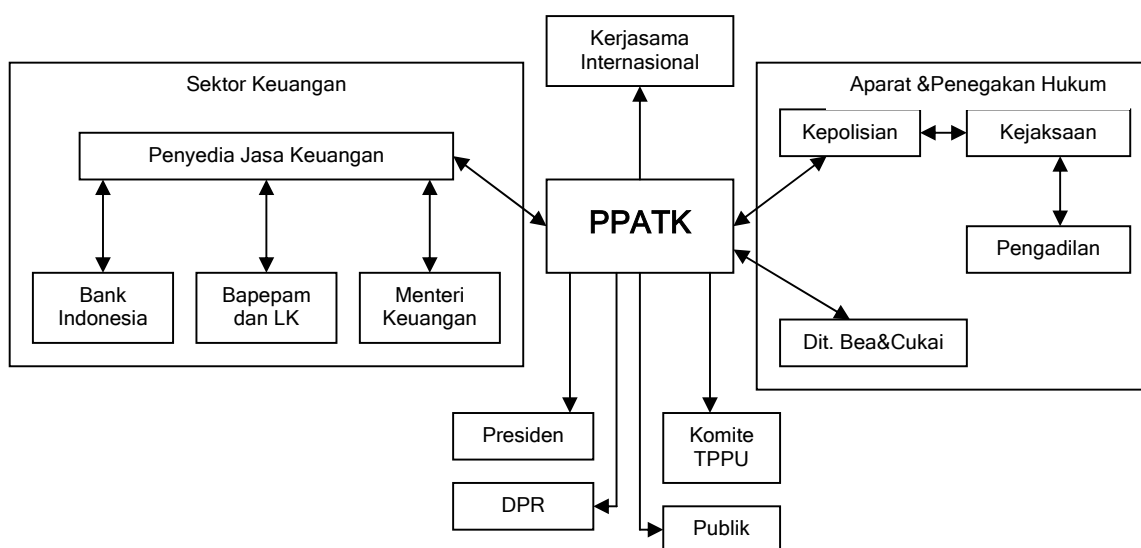 Kerjasama
Internasional
Sektor Keuangan
Penyedia Jasa Keuangan
Bank
Indonesia
Bapepam
dan LK
Menteri
Keuangan
PPATK
Aparat &Penegakan Hukum
Kepolisian
Kejaksaan
Pengadilan
Dit. Bea&Cukai
Presiden
Komite
TPPU
DPR
Publik